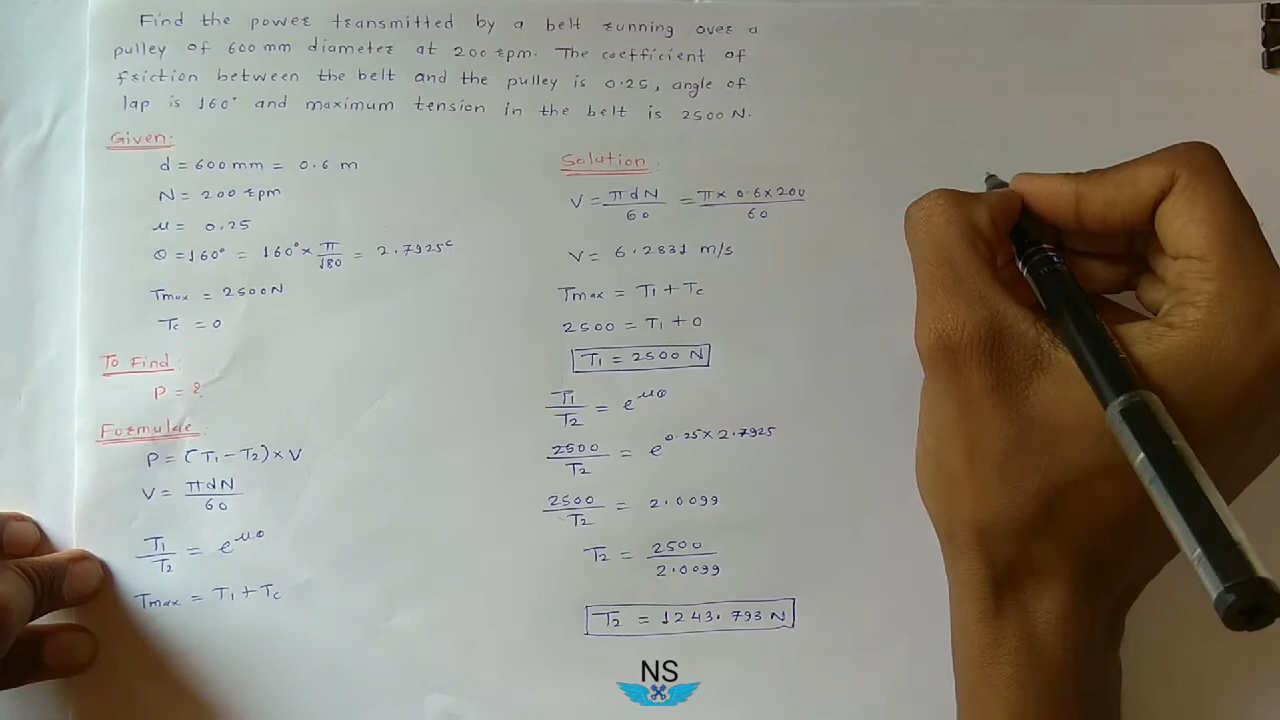 Find the power transmitted by a belt running over a
pulley of 600 mm diameter at 200 rpm. The coefficient of
friction between the belt and the pulley is 0.25, angle of
lap is 160° and maximum tension in the belt is 2500 N.
Given:
d = 600 mm = 0.6 m
N = 200 rpm
μ = 0.25
θ = 160° = 160° × π/180 = 2.7925ᶜ
Tmax = 2500N
Tc = 0
To Find:
P = ?
Formulae:
P = (T₁ - T₂) × V
V = πdN/60
T₁/T₂ = e^μθ
Tmax = T₁ + Tc
Solution:
V = πdN/60 = π × 0.6 × 200/60
V = 6.2831 m/s
Tmax = T₁ + Tc
2500 = T₁ + 0
T₁ = 2500 N
T₁/T₂ = e^μθ
2500/T₂ = e^0.25 × 2.7925
2500/T₂ = 2.0099
T₂ = 2500/2.0099
T₂ = 1243.793 N
NS